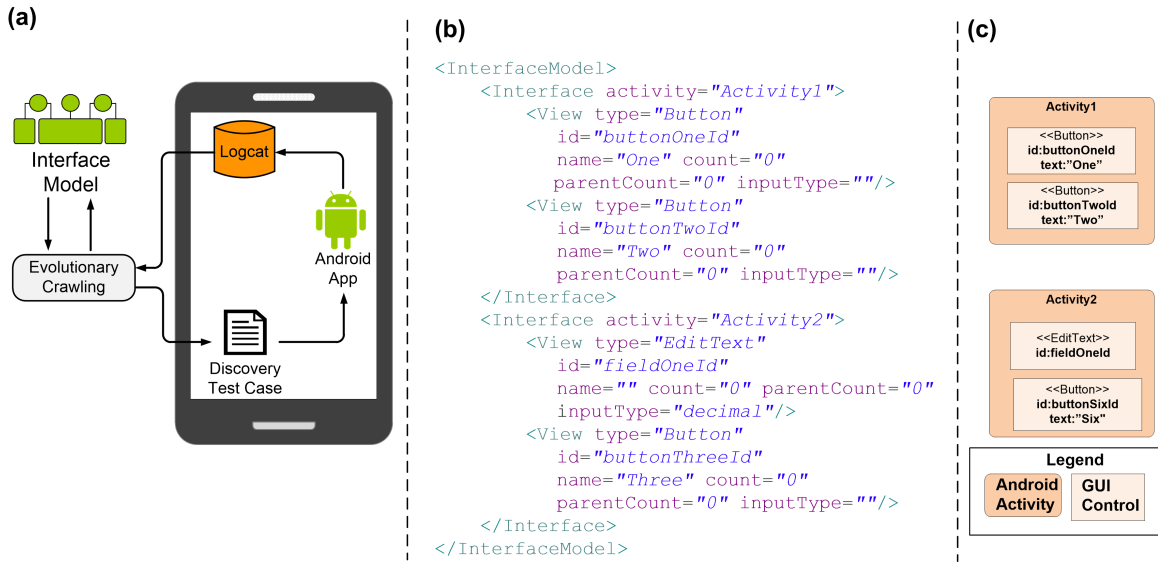 (a)
Interface
Model
Evolutionary
Crawling
Logcat
Android
App
Discovery
Test Case
(b)
<InterfaceModel>
<Interface activity="Activity1">
<View type="Button"
id="buttonOneId"
name="One" count="0"
parentCount="0" inputType=""/>
<View type="Button"
id="buttonTwoId"
name="Two" count="0"
parentCount="0" inputType=""/>
</Interface>
<Interface activity="Activity2">
<View type="EditText"
id="fieldOneId"
name="" count="0" parentCount="0"
inputType="decimal"/>
<View type="Button"
id="buttonThreeId"
name="Three" count="0"
parentCount="0" inputType=""/>
</Interface>
</InterfaceModel>
(c)
Activity1
<<Button>>
id:buttonOneId
text:”One”
<<Button>>
id:buttonTwoId
text:”Two”
Activity2
<<EditText>>
id:fieldOneId
<<Button>>
id:buttonSixId
text:”Six"
Legend
Android
Activity
GUI
Control